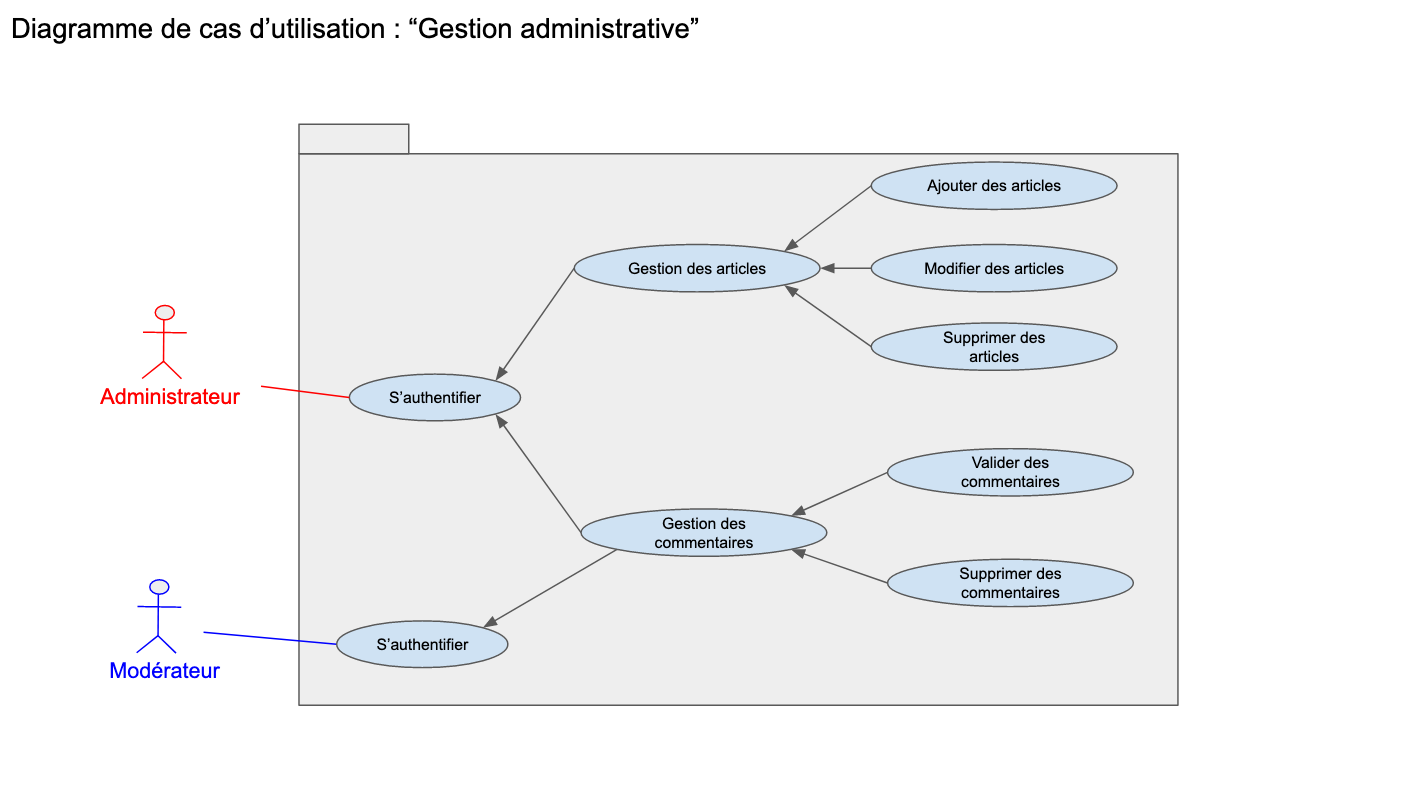 Diagramme de cas d’utilisation : “Gestion administrative”
Ajouter des articles
Gestion des articles
Modifier des articles
Supprimer des
articles
Administrateur
S’authentifier
Valider des
commentaires
Gestion des
commentaires
Supprimer des
commentaires
Modérateur
S’authentifier